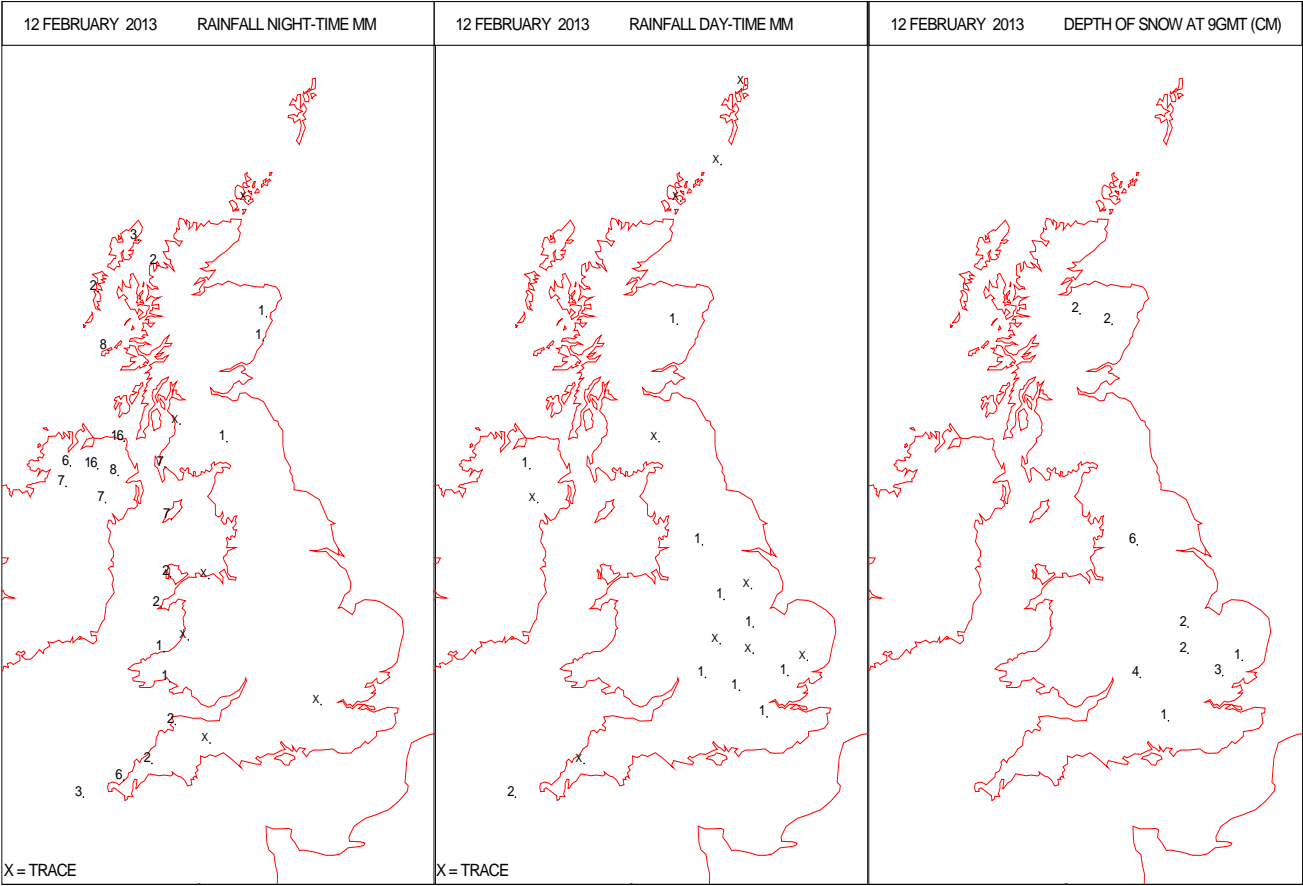 12 FEBRUARY 2013 RAINFALL NIGHT-TIME MM
X
3.
2.
2.
1.
1.
8.
X.
16.
1.
6.
16.
7.
8.
7.
7.
7.
2.
X.
2.
X.
1.
1.
X.
2.
X.
2.
6.
3.
X = TRACE
12 FEBRUARY 2013 RAINFALL DAY-TIME MM
X.
X.
X
1.
X.
1.
X.
1.
X.
1.
1.
X.
X.
X.
1.
1.
1.
1.
X.
2.
X = TRACE
12 FEBRUARY 2013 DEPTH OF SNOW AT 9GMT (CM)
2.
2.
6.
2.
2.
1.
4.
3.
1.